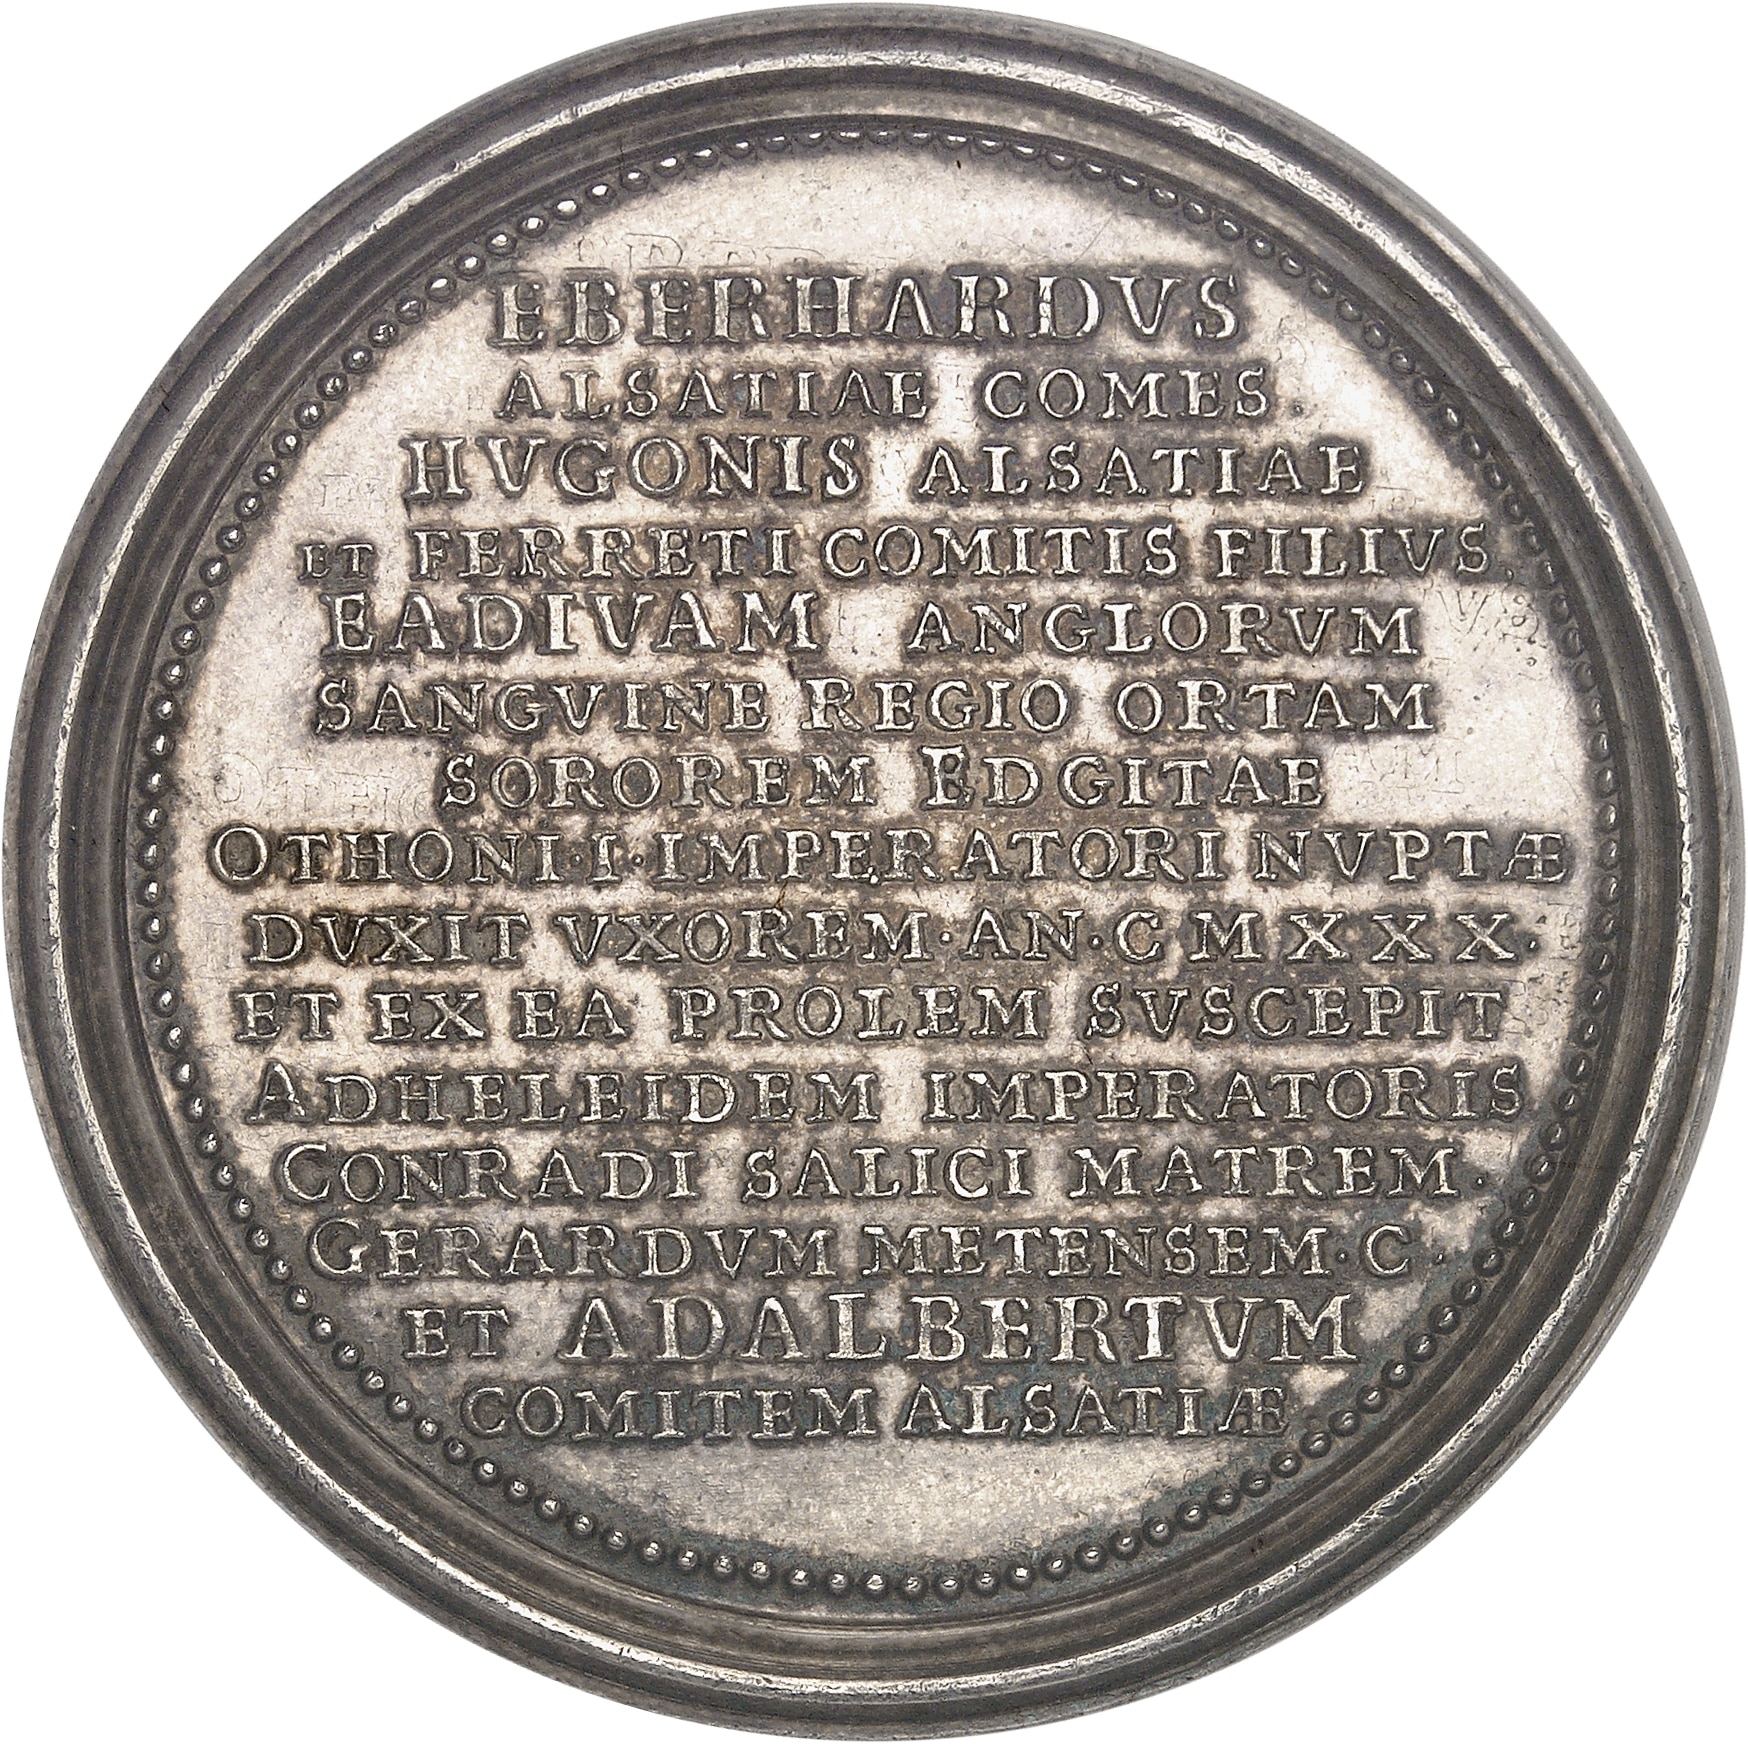 EBERHARDVS
ALSATIAE COMES
HVGONIS ALSATIAE
ET FERRETI COMITIS FILIVS
EADIVAM ANGLORVM
SANGVINE REGIO ORTAM
SOROREM EDGITAE
OTHONI·I·IMPERATORI NVPTÆ
DVXIT VXOREM·AN·CMXXX·
ET EX EA PROLEM SVSCEPIT
ADHELEIDEM IMPERATORIS
CONRADI SALICI MATREM·
GERARDVM METENSEM·C·
ET ADALBERTVM
COMITEM ALSATIÆ